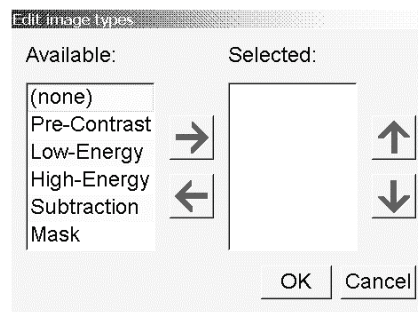 Edit image types
Available:
Selected:
(none)
Pre-Contrast
Low-Energy
High-Energy
Subtraction
Mask
OK
Cancel